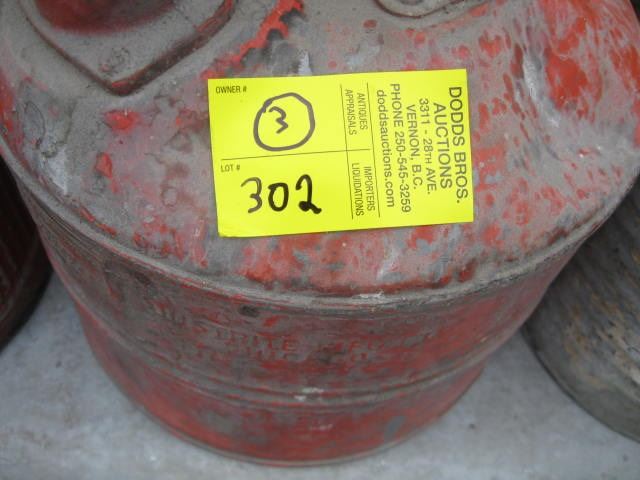 OWNER #
3
LOT #
302
ANTIQUES
APPRAISALS
IMPORTERS
LIQUIDATIONS
DODDS BROS.
AUCTIONS
3311 - 28TH AVE.
VERNON, B.C.
PHONE 250-545-3259
doddsauctions.com